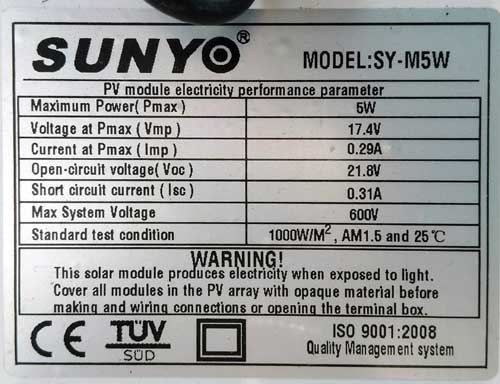 SUNYO®
MODEL:SY-M5W
PV module electricity performance parameter
Maximum Power( Pmax ) 5W
Voltage at Pmax ( Vmp ) 17.4V
Current at Pmax ( Imp ) 0.29A
Open-circuit voltage( Voc ) 21.8V
Short circuit current ( Isc ) 0.31A
Max System Voltage 600V
Standard test condition 1000W/M², AM1.5 and 25℃
WARNING!
This solar module produces electricity when exposed to light.
Cover all modules in the PV array with opaque material before
making and wiring connections or opening the terminal box.
CE
TÜV
SÜD
ISO 9001:2008
Quality Management system